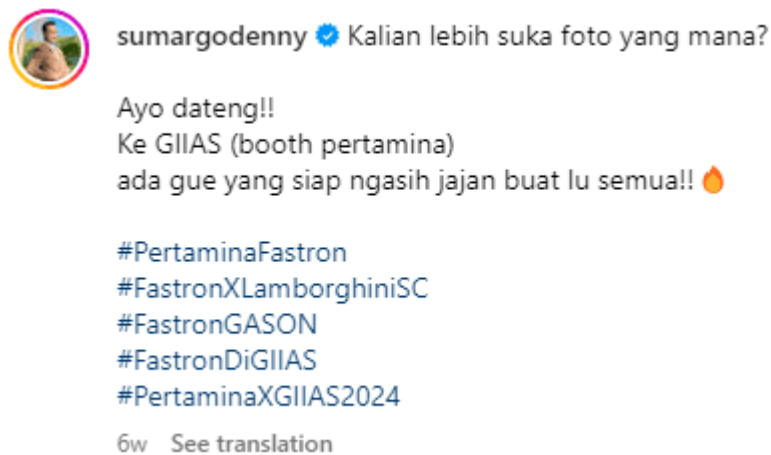 sumargodenny Kalian lebih suka foto yang mana?
Ayo dateng!!
Ke GIIAS (booth pertamina)
ada gue yang siap ngasih jajan buat lu semua!! 🔥
#PertaminaFastron
#FastronXLamborghiniSC
#FastronGASON
#FastronDiGIIAS
#PertaminaXGIIAS2024
6w See translation